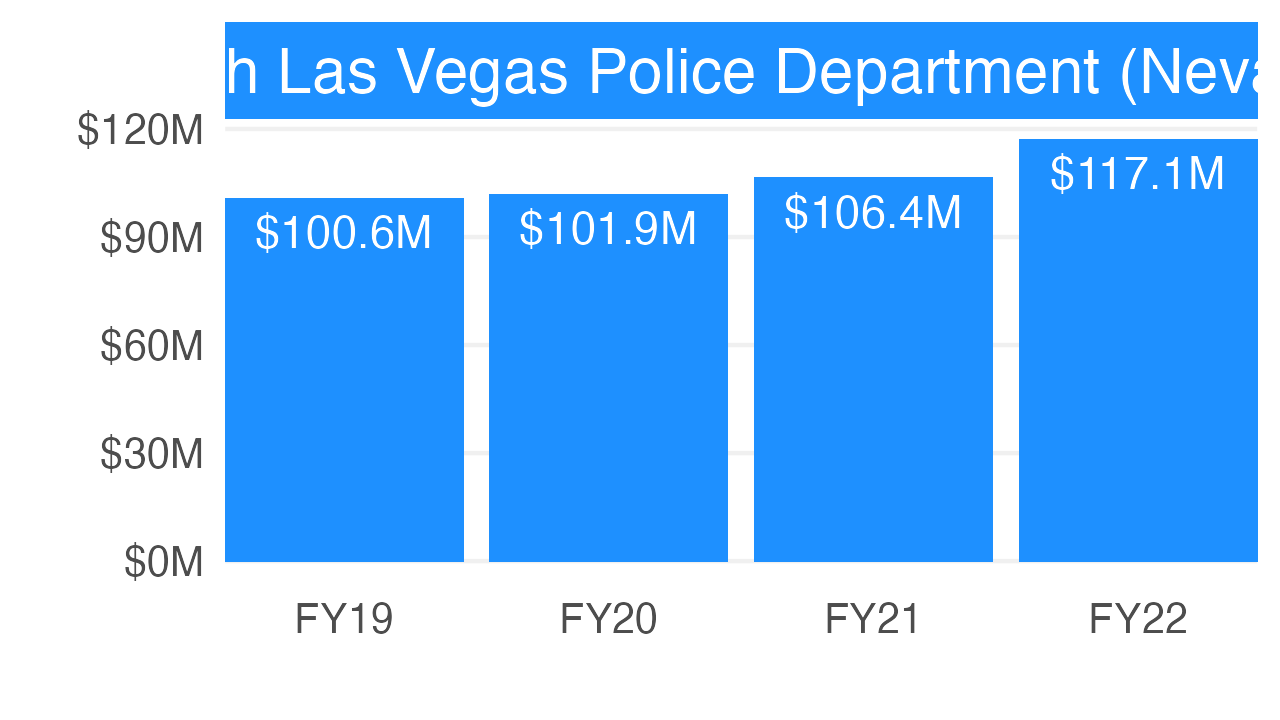 h Las Vegas Police Department (Neva
$120M
$90M
$60M
$30M
$0M
$100.6M
$101.9M
$106.4M
$117.1M
FY19 FY20 FY21 FY22